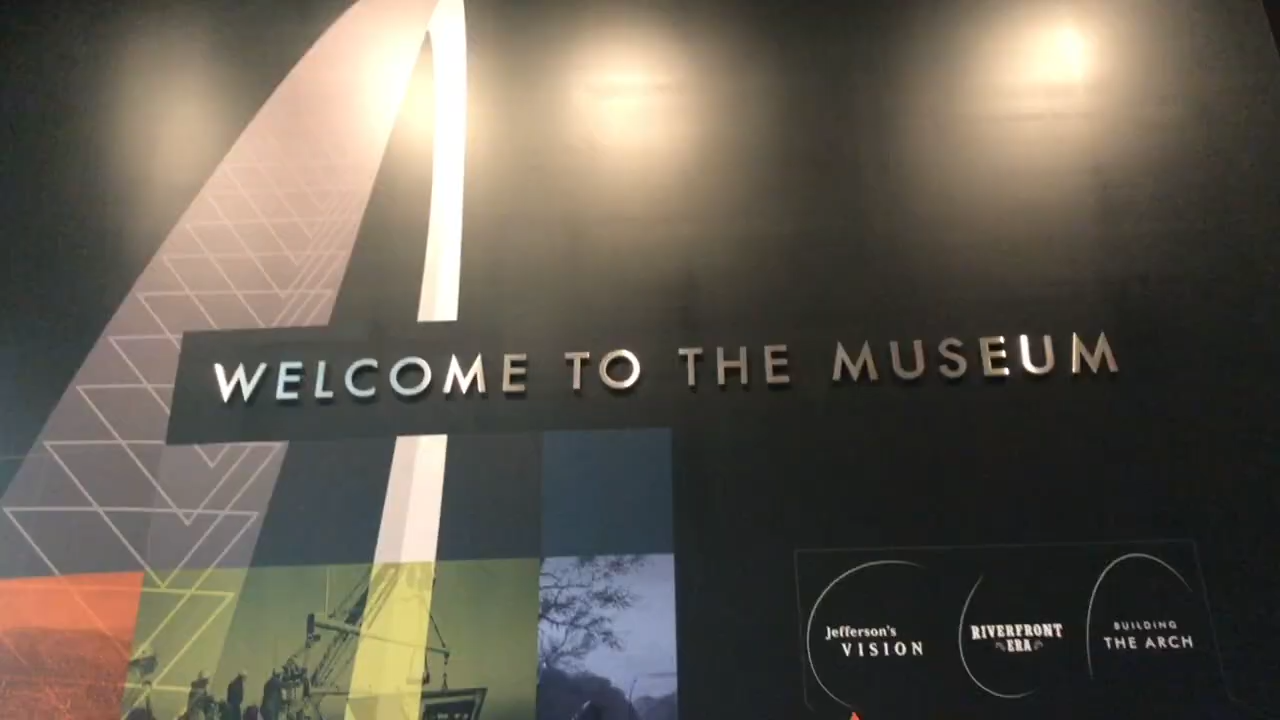 WELCOME TO THE MUSEUM
Jefferson's
VISION
RIVERFRONT
ERA
BUILDING
THE ARCH